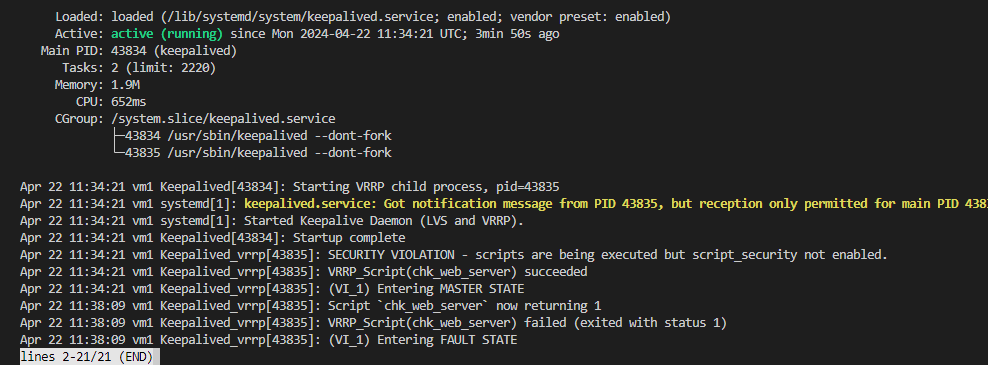 Loaded: loaded (/lib/systemd/system/keepalived.service; enabled; vendor preset: enabled)
Active: active (running) since Mon 2024-04-22 11:34:21 UTC; 3min 50s ago
Main PID: 43834 (keepalived)
Tasks: 2 (limit: 2220)
Memory: 1.9M
CPU: 652ms
CGroup: /system.slice/keepalived.service
├─43834 /usr/sbin/keepalived --dont-fork
└─43835 /usr/sbin/keepalived --dont-fork
Apr 22 11:34:21 vm1 Keepalived[43834]: Starting VRRP child process, pid=43835
Apr 22 11:34:21 vm1 systemd[1]: keepalived.service: Got notification message from PID 43835, but reception only permitted for main PID 4383
Apr 22 11:34:21 vm1 systemd[1]: Started Keepalive Daemon (LVS and VRRP).
Apr 22 11:34:21 vm1 Keepalived[43834]: Startup complete
Apr 22 11:34:21 vm1 Keepalived_vrrp[43835]: SECURITY VIOLATION - scripts are being executed but script_security not enabled.
Apr 22 11:34:21 vm1 Keepalived_vrrp[43835]: VRRP_Script(chk_web_server) succeeded
Apr 22 11:34:21 vm1 Keepalived_vrrp[43835]: (VI_1) Entering MASTER STATE
Apr 22 11:38:09 vm1 Keepalived_vrrp[43835]: Script `chk_web_server` now returning 1
Apr 22 11:38:09 vm1 Keepalived_vrrp[43835]: VRRP_Script(chk_web_server) failed (exited with status 1)
Apr 22 11:38:09 vm1 Keepalived_vrrp[43835]: (VI_1) Entering FAULT STATE
lines 2-21/21 (END)